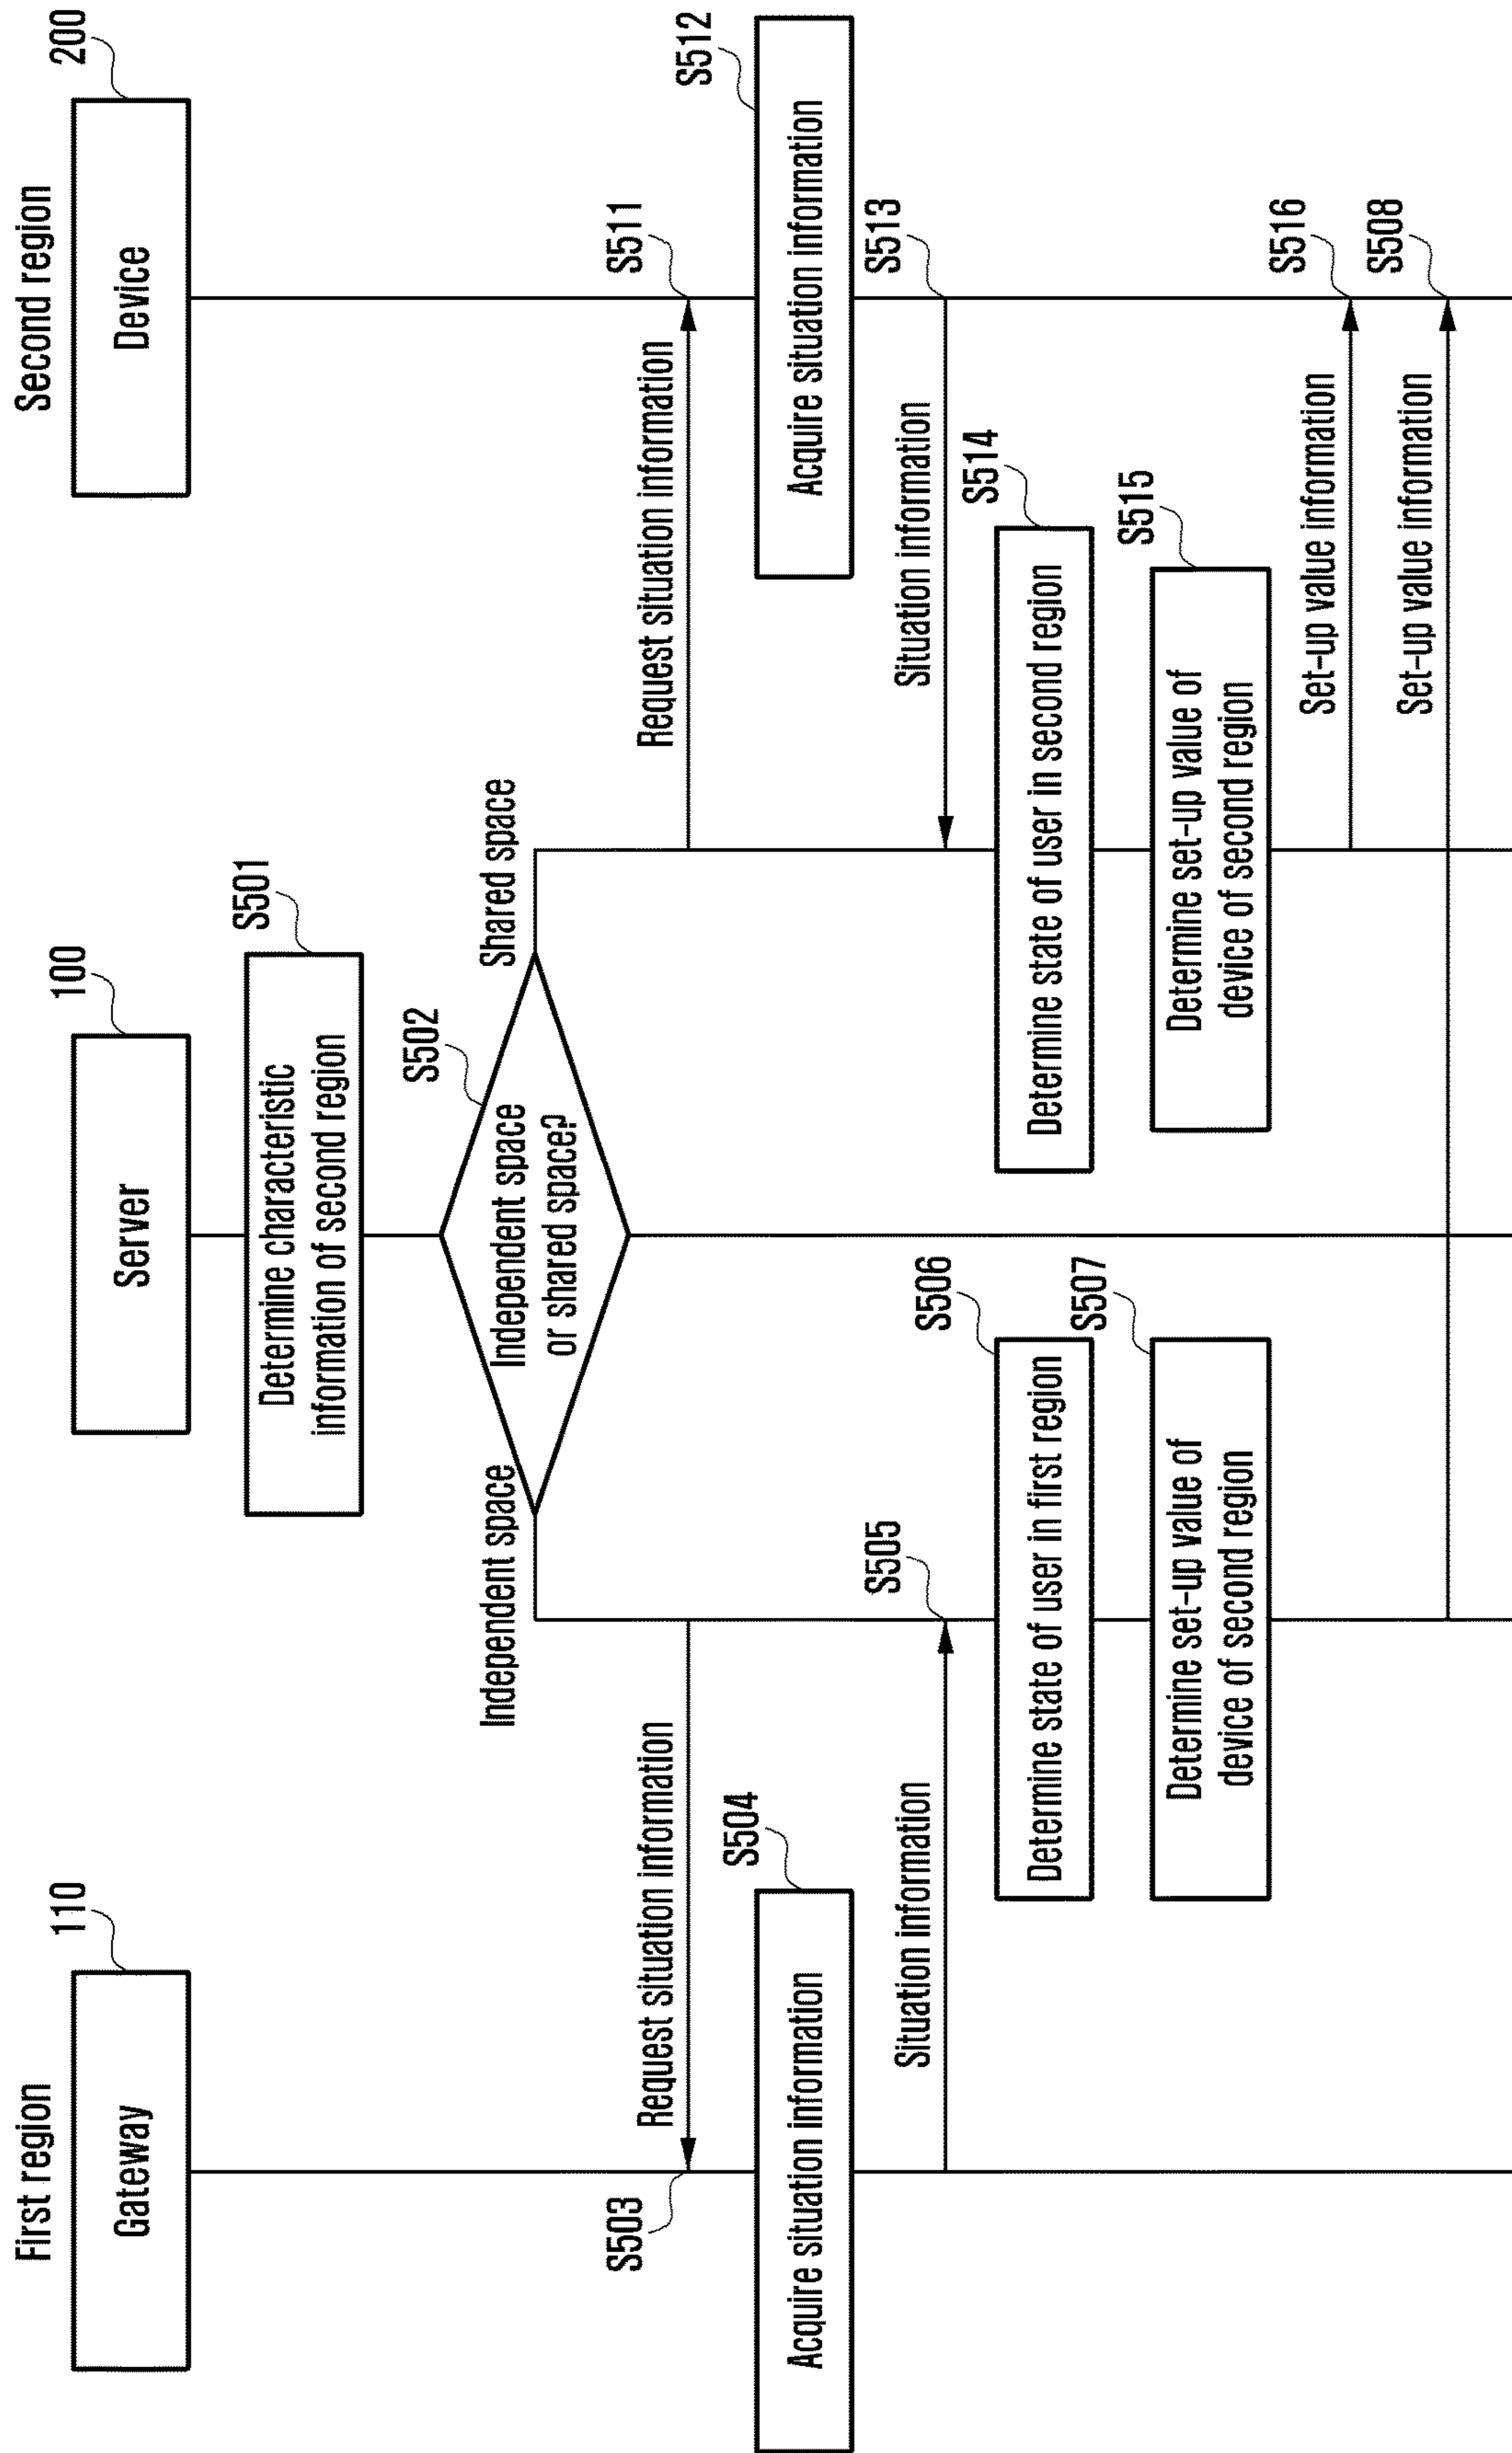 First region
Second region
Gateway
110
Server
100
Device
200
Determine characteristic
information of second region
S501
Independent space
or shared space?
S502
Independent space
Shared space
Request situation information
S503
Request situation information
S511
Acquire situation information
S504
Acquire situation information
S512
Situation information
S505
Situation information
S513
Determine state of user in first region
S506
Determine state of user in second region
S514
Determine set-up value of
device of second region
S507
Determine set-up value of
device of second region
S515
Set-up value information
S516
Set-up value information
S508